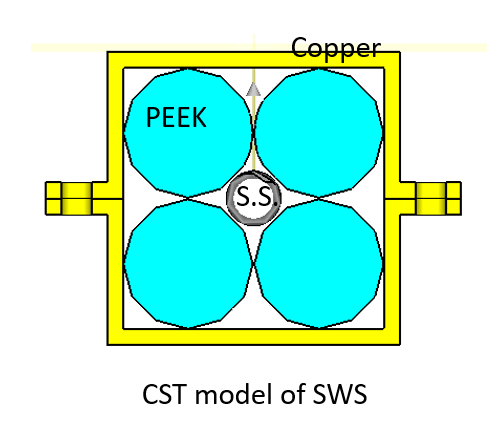 Copper
PEEK
S.S.
CST model of SWS